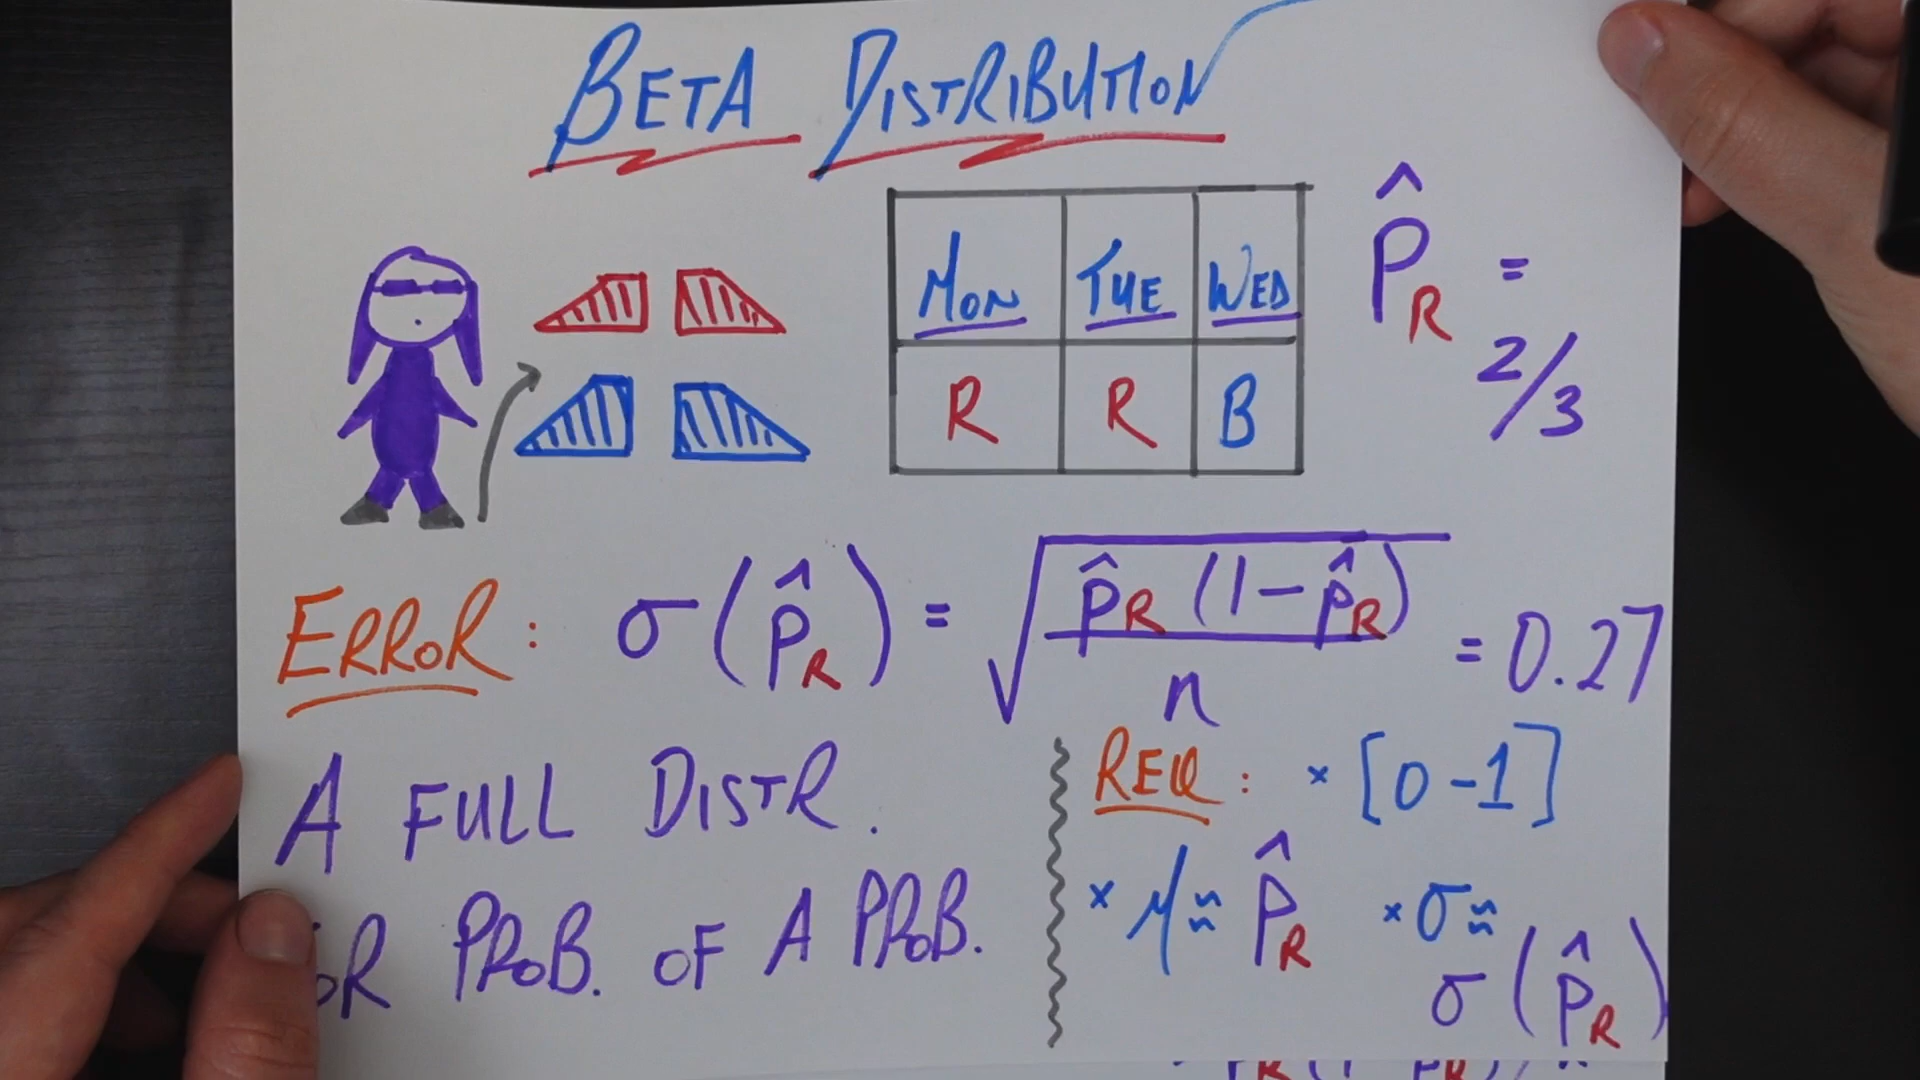 BETA DISTRIBUTION
MON TUE WED
R R B
P̂R = 2/3
ERROR: σ(p̂R) = √(p̂R(1-p̂R)/n) = 0.27
A FULL DISTR.
OR PROB. OF A PROB.
REQ: × [0-1]
× μ ≈ P̂R × σ ≈ σ(p̂R)